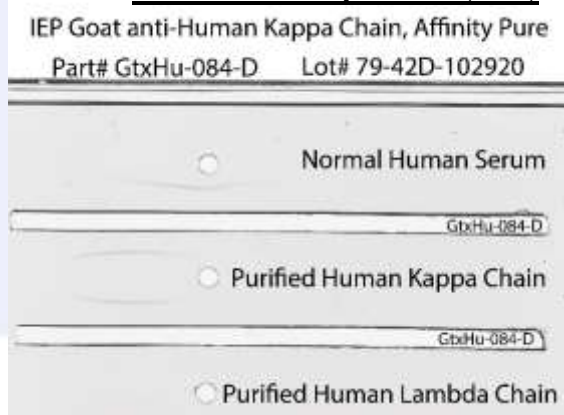 IEP Goat anti-Human Kappa Chain, Affinity Pure
Part# GtxHu-084-D Lot# 79-42D-102920
Normal Human Serum
GtxHu-084-D
Purified Human Kappa Chain
GtxHu-084-D
Purified Human Lambda Chain